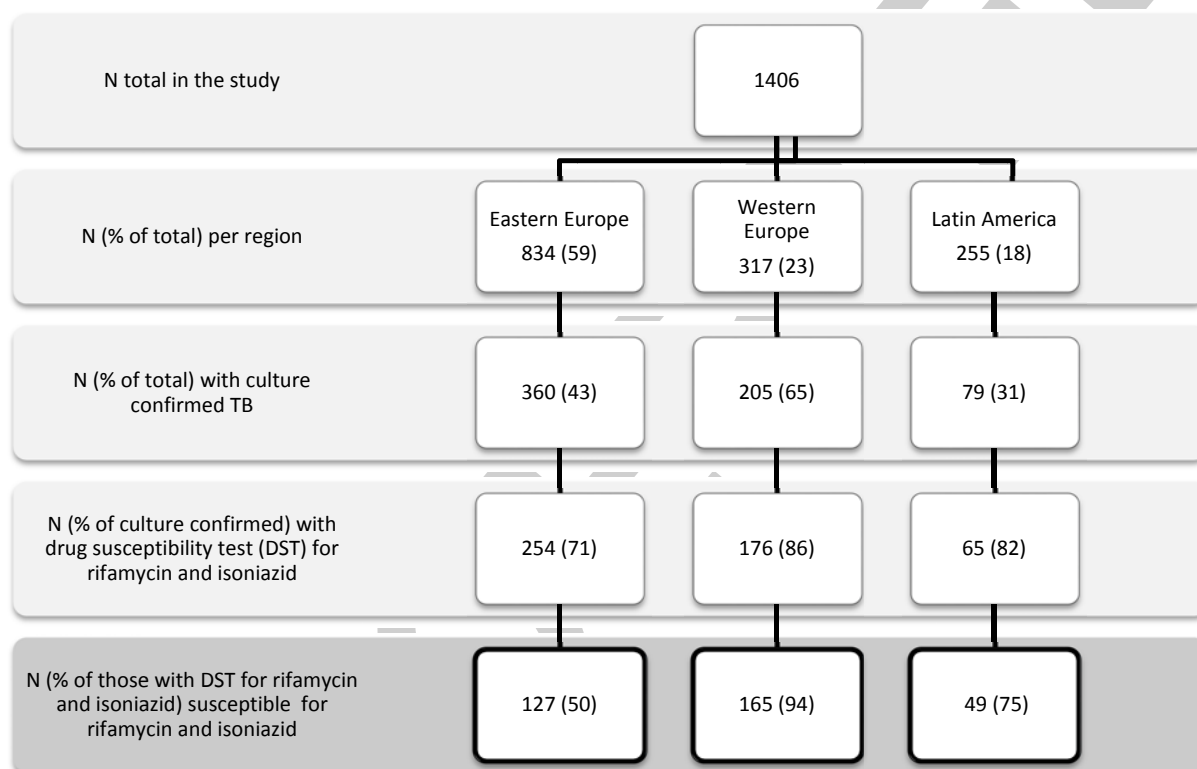 N total in the study
1406
N (% of total) per region
Eastern Europe
834 (59)
Western
Europe
317 (23)
Latin America
255 (18)
N (% of total) with culture
confirmed TB
360 (43)
205 (65)
79 (31)
N (% of culture confirmed) with
drug susceptibility test (DST) for
rifamycin and isoniazid
254 (71)
176 (86)
65 (82)
N (% of those with DST for rifamycin
and isoniazid) susceptible for
rifamycin and isoniazid
127 (50)
165 (94)
49 (75)